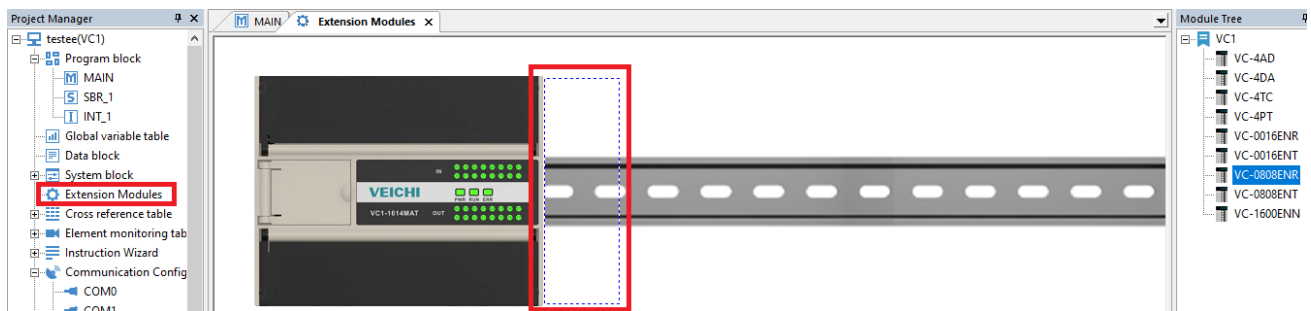 Project Manager
testee(VC1)
Program block
MAIN
SBR_1
INT_1
Global variable table
Data block
System block
Extension Modules
Cross reference table
Element monitoring tab
Instruction Wizard
Communication Config
COM0
COM1
MAIN
Extension Modules
IN
VEICHI
PWR RUN ERR
VC1-1614MAT
OUT
Module Tree
VC1
VC-4AD
VC-4DA
VC-4TC
VC-4PT
VC-0016ENR
VC-0016ENT
VC-0808ENR
VC-0808ENT
VC-1600ENN